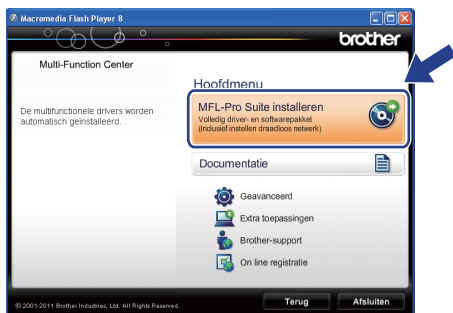 Macromedia Flash Player 8
brother
Multi-Function Center
De multifunctionele drivers worden
automatisch geïnstalleerd.
Hoofdmenu
MFL-Pro Suite installeren
Volledig driver- en softwarepakket
(Inclusief instellen draadloos netwerk)
Documentatie
Geavanceerd
Extra toepassingen
Brother-support
On line registratie
© 2001-2011 Brother Industries, Ltd. All Rights Reserved.
Terug
Afsluiten